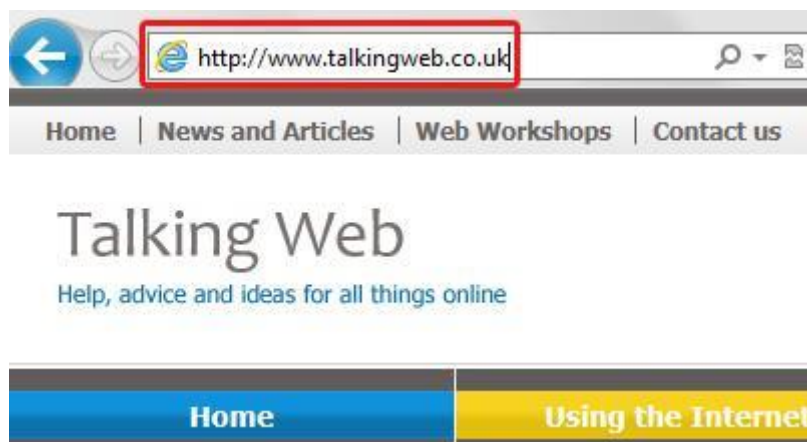 http://www.talkingweb.co.uk
Home | News and Articles | Web Workshops | Contact us
Talking Web
Help, advice and ideas for all things online
Home Using the Internet